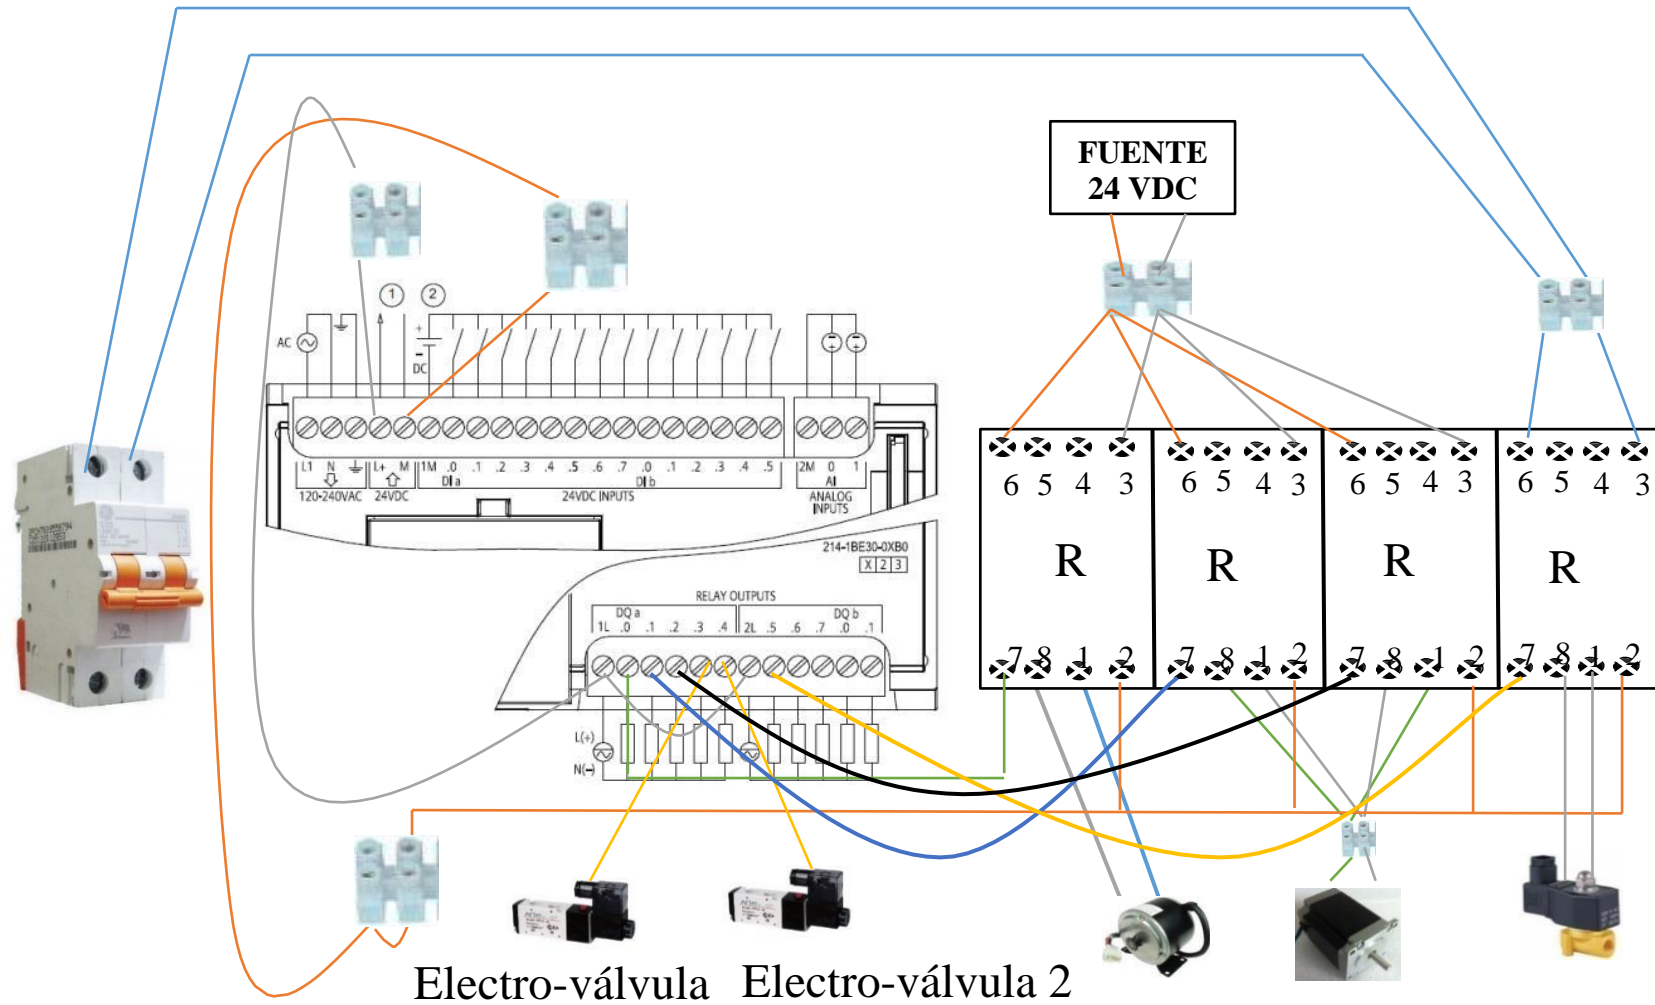 FUENTE
24 VDC
1 2
AC
+
−
DC
L1 N L+ M 1M .0 .1 .2 .3 .4 .5 .6 .7 .0 .1 .2 .3 .4 .5 2M 0 1
DI a DI b AI
120-240VAC 24VDC 24VDC INPUTS ANALOG
INPUTS
6 5 4 3 6 5 4 3 6 5 4 3 6 5 4 3
214-1BE30-0XB0
X 2 3
R R R R
RELAY OUTPUTS
DQ a DQ b
1L .0 .1 .2 .3 .4 2L .5 .6 .7 .0 .1
7 8 1 2 7 8 1 2 7 8 1 2 7 8 1 2
L(+)
N(−)
Electro-válvula Electro-válvula 2